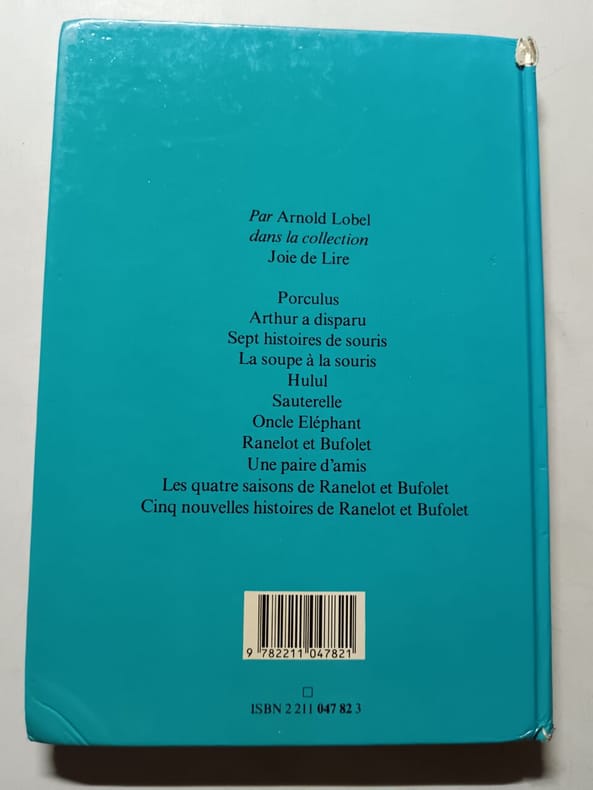 Par Arnold Lobel
dans la collection
Joie de Lire
Porculus
Arthur a disparu
Sept histoires de souris
La soupe à la souris
Hulul
Sauterelle
Oncle Eléphant
Ranelot et Bufolet
Une paire d'amis
Les quatre saisons de Ranelot et Bufolet
Cinq nouvelles histoires de Ranelot et Bufolet
9 782211 047821
ISBN 2 211 047 82 3